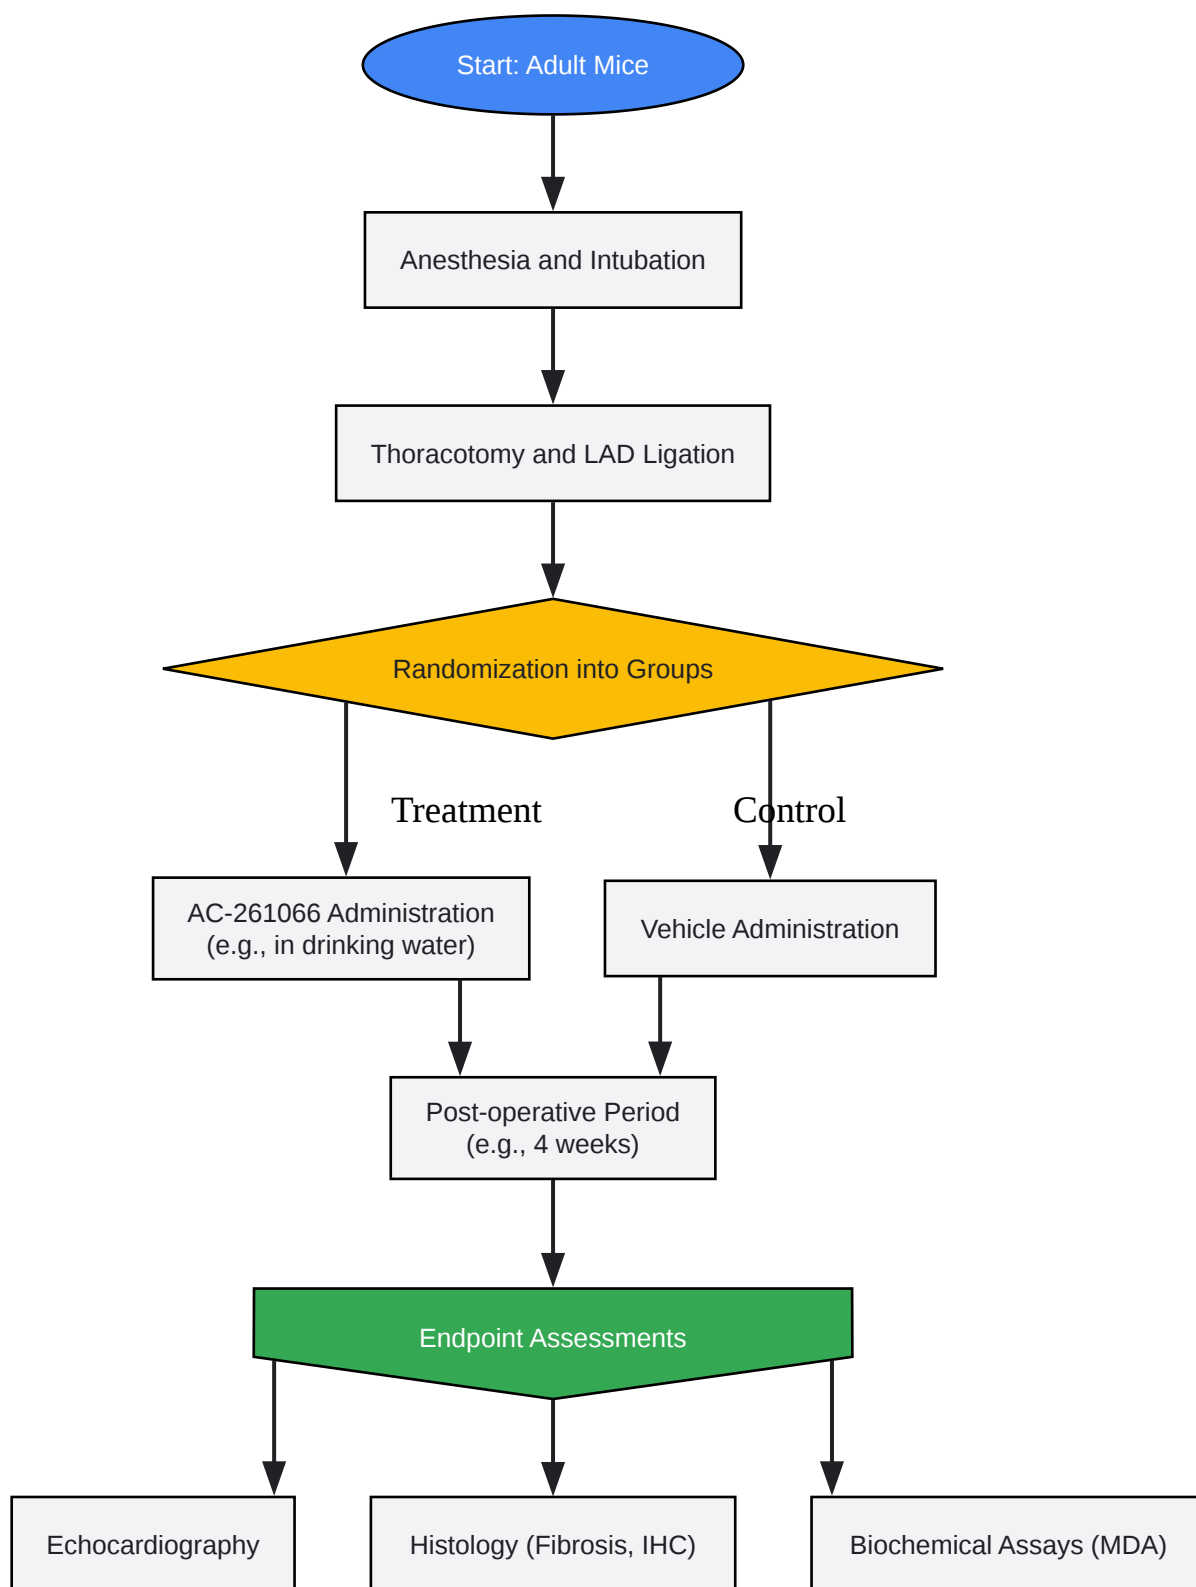 Start: Adult Mice
Anesthesia and Intubation
Thoracotomy and LAD Ligation
Randomization into Groups
Treatment
Control
AC-261066 Administration
(e.g., in drinking water)
Vehicle Administration
Post-operative Period
(e.g., 4 weeks)
Endpoint Assessments
Echocardiography
Histology (Fibrosis, IHC)
Biochemical Assays (MDA)